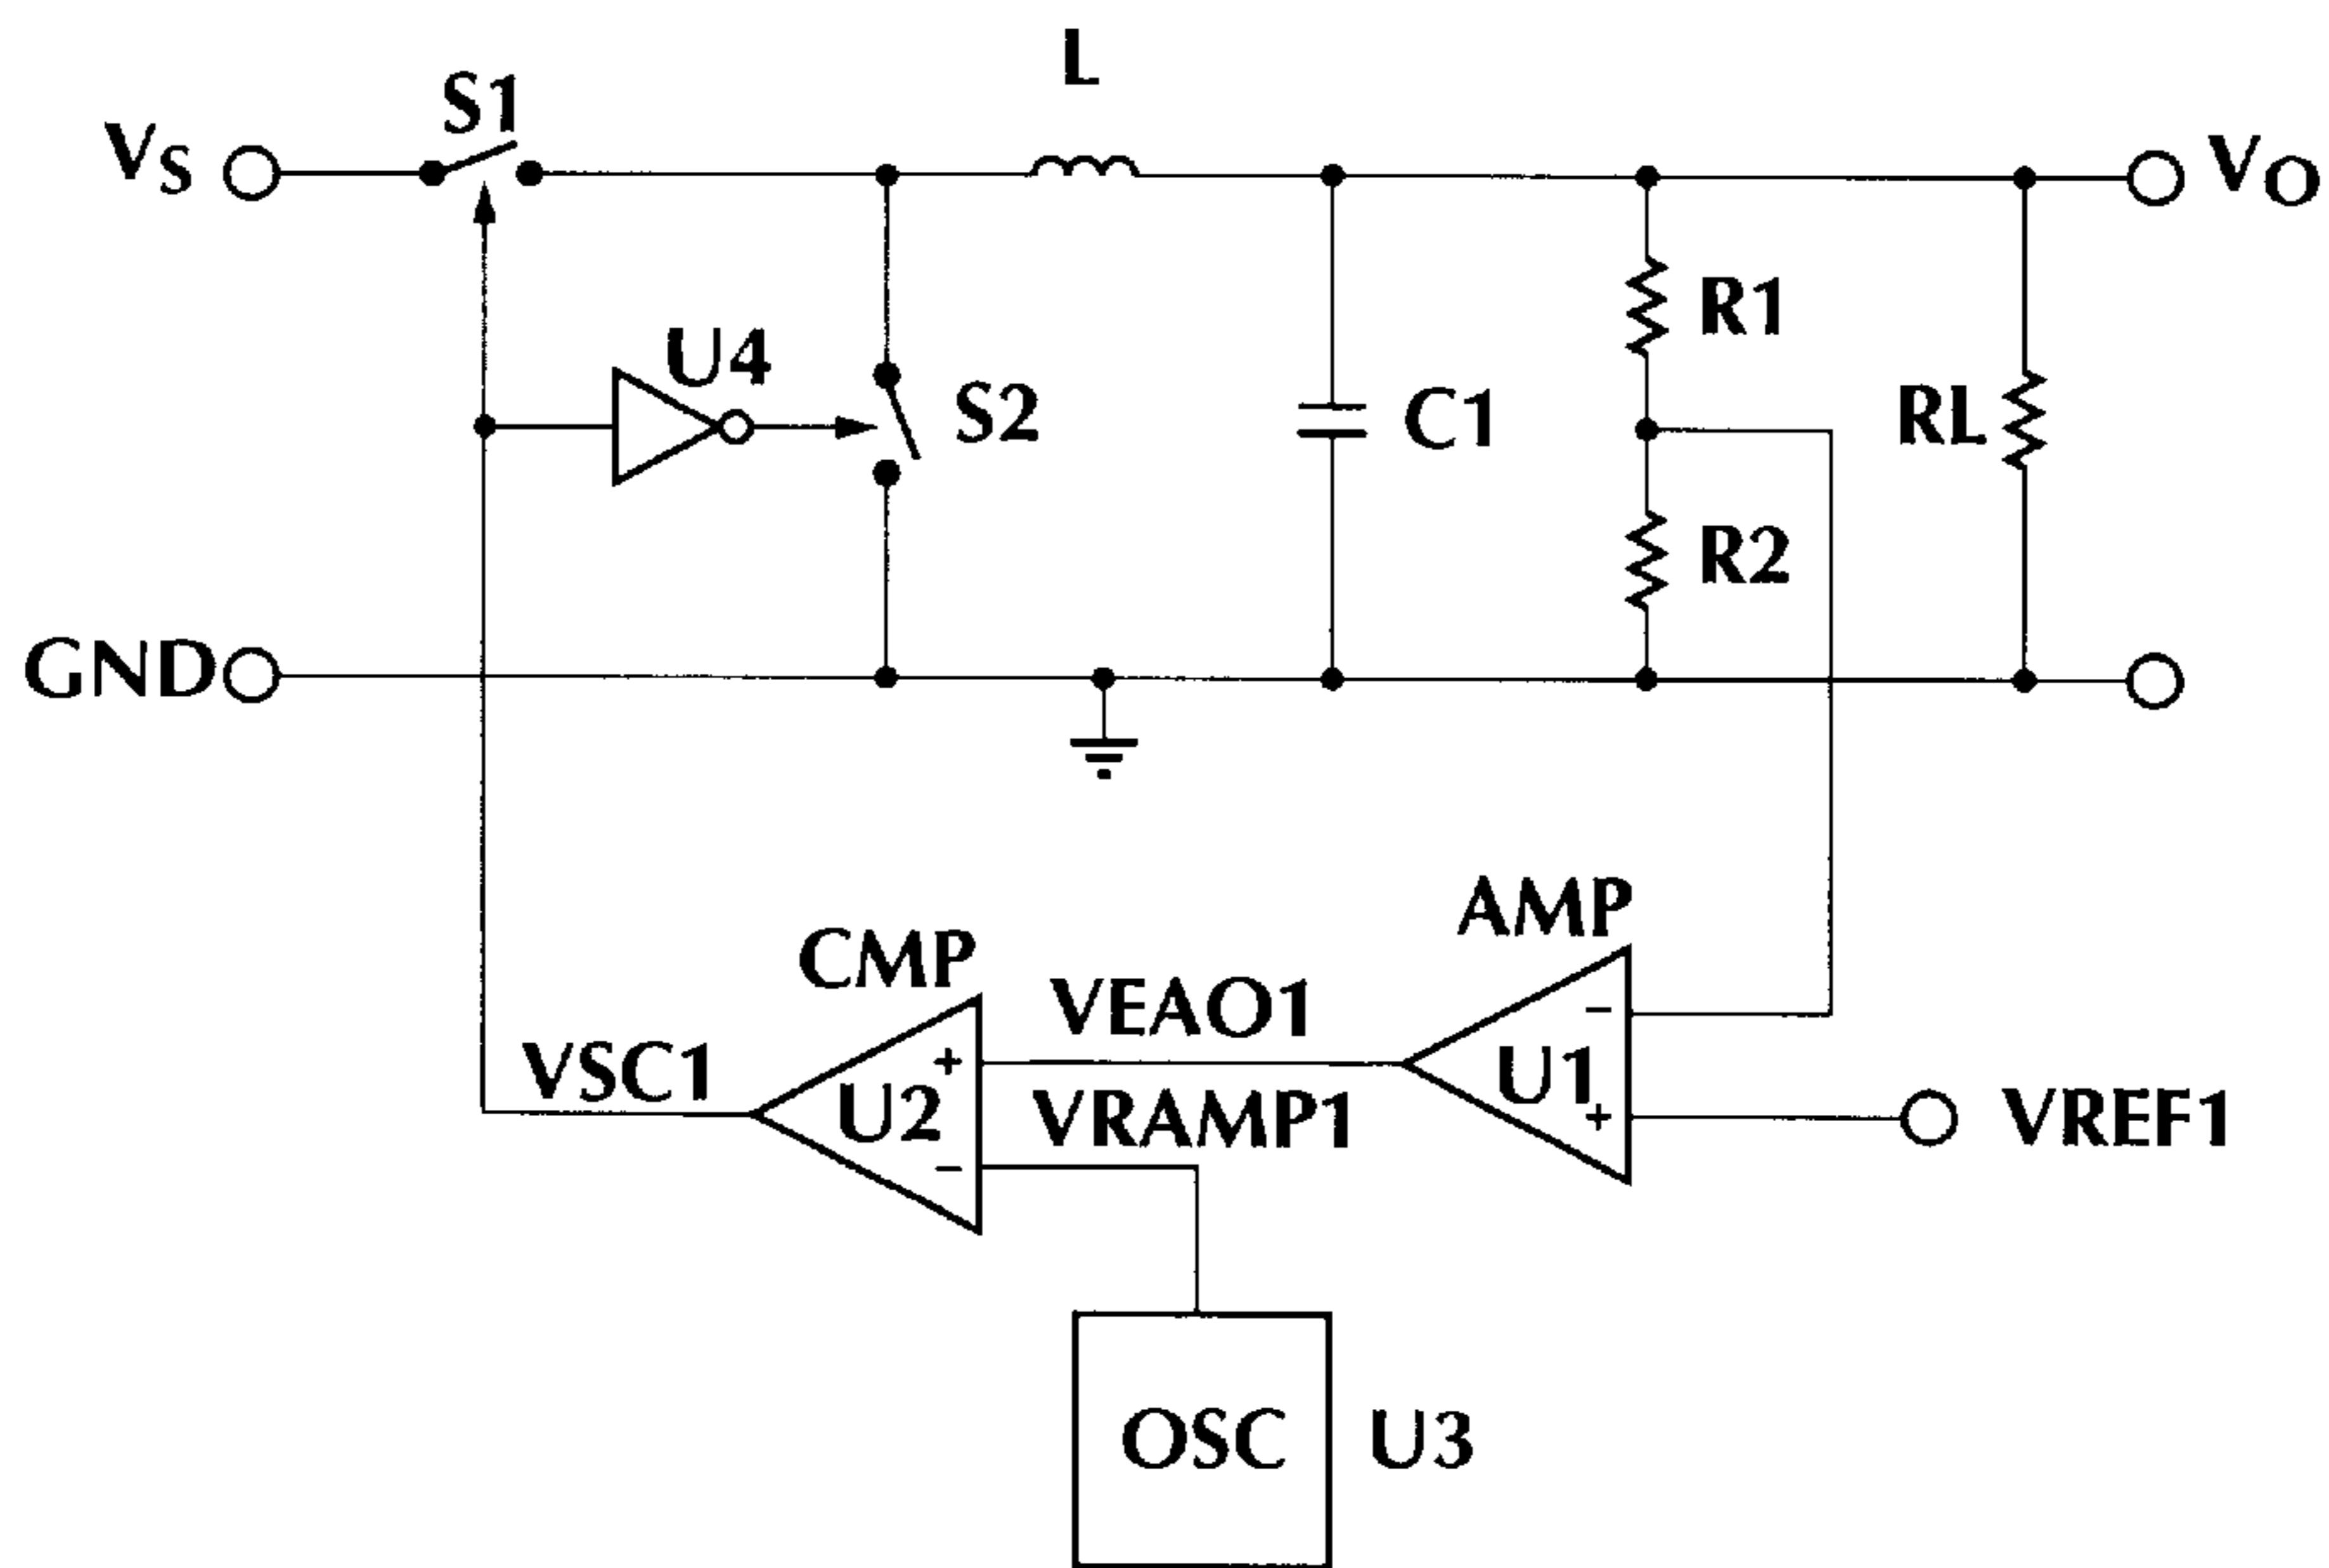 L
S1
VS
VO
R1
U4
S2
C1
RL
R2
GND
AMP
CMP
VEAO1
−
+
U1
VSC1
U2
VRAMP1
+
VREF1
−
OSC
U3